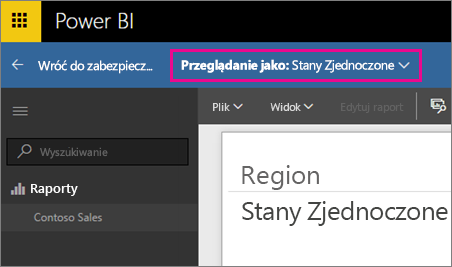 Power BI
Wróć do zabezpiecz... Przeglądanie jako: Stany Zjednoczone
Plik Widok Edytuj raport
Wyszukiwanie
Raporty
Contoso Sales
Region
Stany Zjednoczone